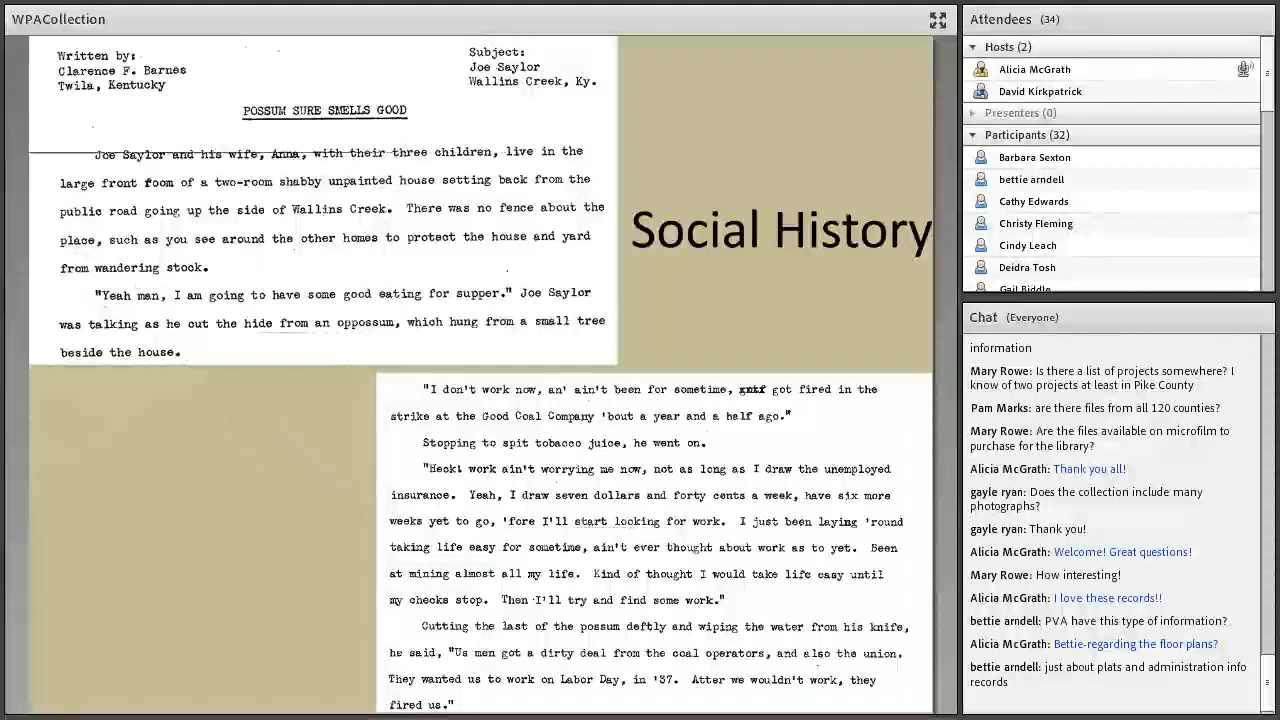 WPACollection
Written by:
Clarence F. Barnes
Twila, Kentucky
Subject:
Joe Saylor
Wallins Creek, Ky.
POSSUM SURE SMELLS GOOD
Joe Saylor and his wife, Anna, with their three children, live in the
large front foom of a two-room shabby unpainted house setting back from the
public road going up the side of Wallins Creek. There was no fence about the
place, such as you see around the other homes to protect the house and yard
from wandering stock.
"Yeah man, I am going to have some good eating for supper." Joe Saylor
was talking as he cut the hide from an oppossum, which hung from a small tree
beside the house.
Social History
"I don't work now, an' ain't been for sometime, got fired in the
strike at the Good Coal Company 'bout a year and a half ago."
Stopping to spit tobacco juice, he went on.
"Heck! work ain't worrying me now, not as long as I draw the unemployed
insurance. Yeah, I draw seven dollars and forty cents a week, have six more
weeks yet to go, 'fore I'll start looking for work. I just been laying 'round
taking life easy for sometime, ain't ever thought about work as to yet. Been
at mining almost all my life. Kind of thought I would take life easy until
my checks stop. Then I'll try and find some work."
Cutting the last of the possum deftly and wiping the water from his knife,
he said, "Us men got a dirty deal from the coal operators, and also the union.
They wanted us to work on Labor Day, in '37. Atter we wouldn't work, they
fired us."
Attendees (34)
Hosts (2)
Alicia McGrath
David Kirkpatrick
Presenters (0)
Participants (32)
Barbara Sexton
bettie arndell
Cathy Edwards
Christy Fleming
Cindy Leach
Deidra Tosh
Gail Biddle
Chat (Everyone)
information
Mary Rowe: Is there a list of projects somewhere? I
know of two projects at least in Pike County
Pam Marks: are there files from all 120 counties?
Mary Rowe: Are the files available on microfilm to
purchase for the library?
Alicia McGrath: Thank you all!
gayle ryan: Does the collection include many
photographs?
gayle ryan: Thank you!
Alicia McGrath: Welcome! Great questions!
Mary Rowe: How interesting!
Alicia McGrath: I love these records!!
bettie arndell: PVA have this type of information?
Alicia McGrath: Bettie-regarding the floor plans?
bettie arndell: just about plats and administration info
records